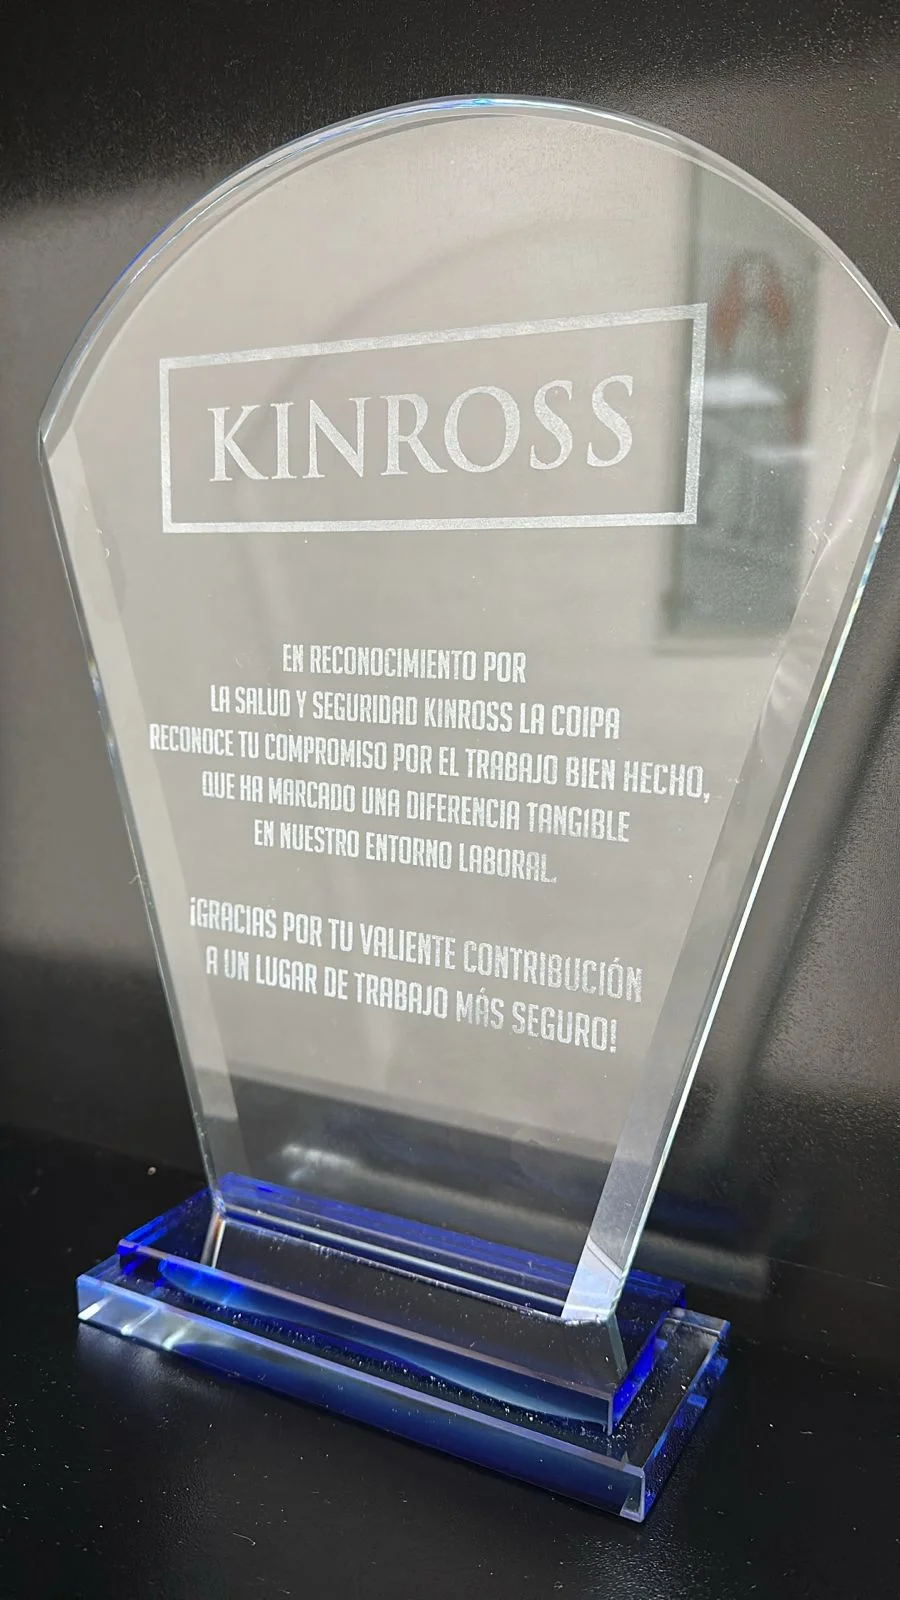 KINROSS
EN RECONOCIMIENTO POR
LA SALUD Y SEGURIDAD KINROSS LA COIPA
RECONOCE TU COMPROMISO POR EL TRABAJO BIEN HECHO,
QUE HA MARCADO UNA DIFERENCIA TANGIBLE
EN NUESTRO ENTORNO LABORAL.
¡GRACIAS POR TU VALIENTE CONTRIBUCIÓN
A UN LUGAR DE TRABAJO MÁS SEGURO!